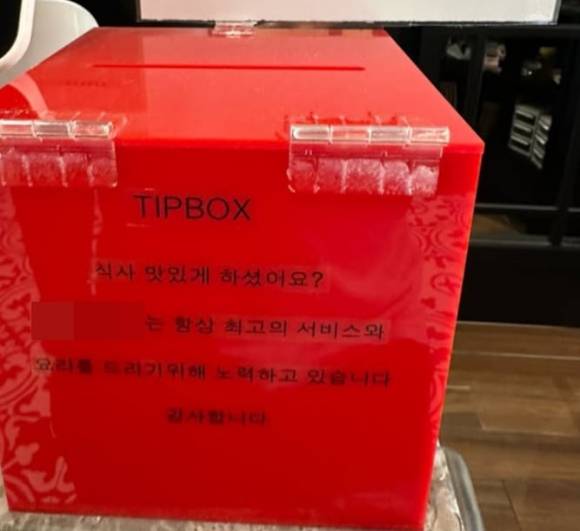 TIPBOX
식사 맛있게 하셨어요?
는 항상 최고의 서비스와
요리를 드리기위해 노력하고 있습니다
감사합니다